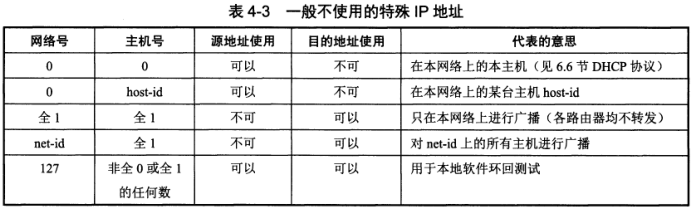 表 4-3 一般不使用的特殊 IP 地址
网络号 主机号 源地址使用 目的地址使用 代表的意思
0 0 可以 不可 在本网络上的本主机（见 6.6 节 DHCP 协议）
0 host-id 可以 不可 在本网络上的某台主机 host-id
全 1 全 1 不可 可以 只在本网络上进行广播（各路由器均不转发）
net-id 全 1 不可 可以 对 net-id 上的所有主机进行广播
127 非全 0 或全 1 可以 可以 用于本地软件环回测试
的任何数